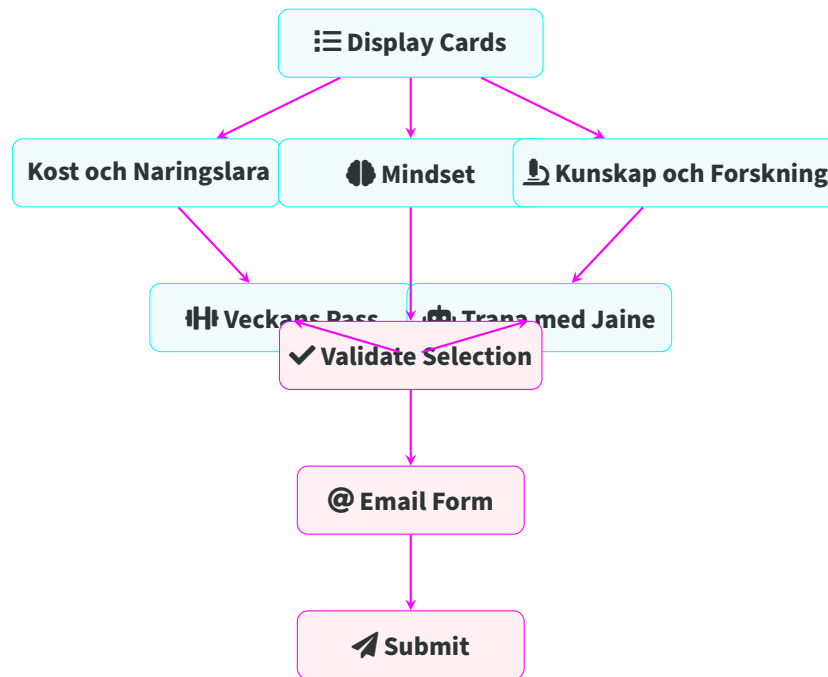 Display Cards
Kost och Naringslara
Mindset
Kunskap och Forskning
Veckans Pass
Trana med Jaine
Validate Selection
@ Email Form
Submit